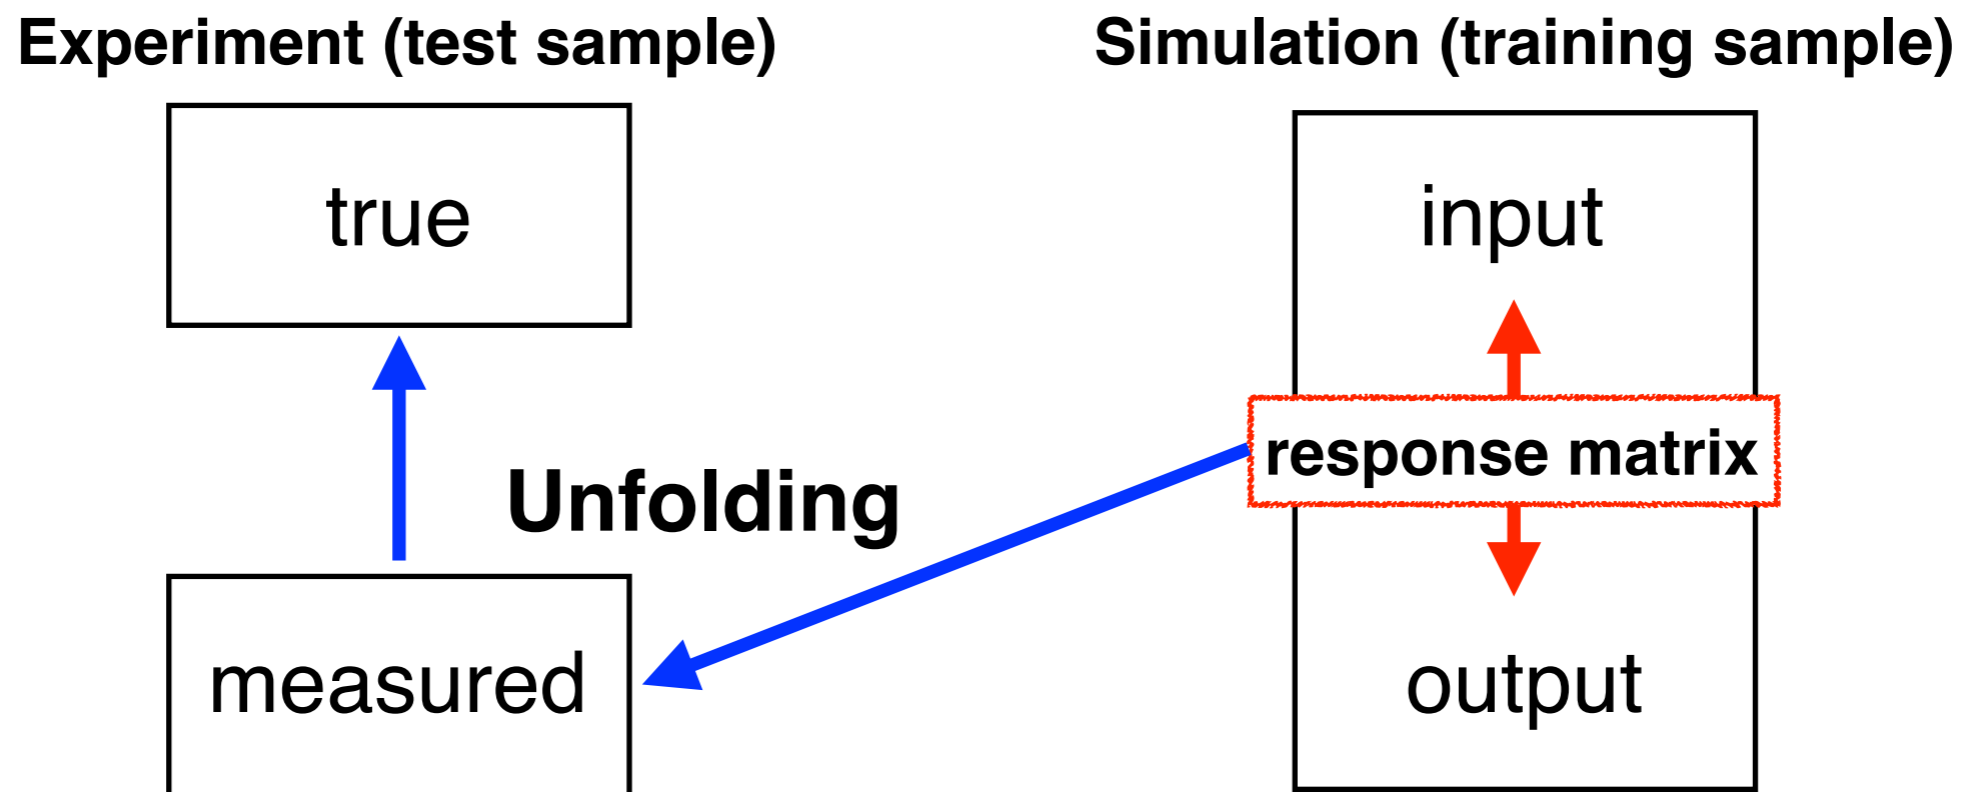 Experiment (test sample)
Simulation (training sample)
true
input
response matrix
Unfolding
measured
output